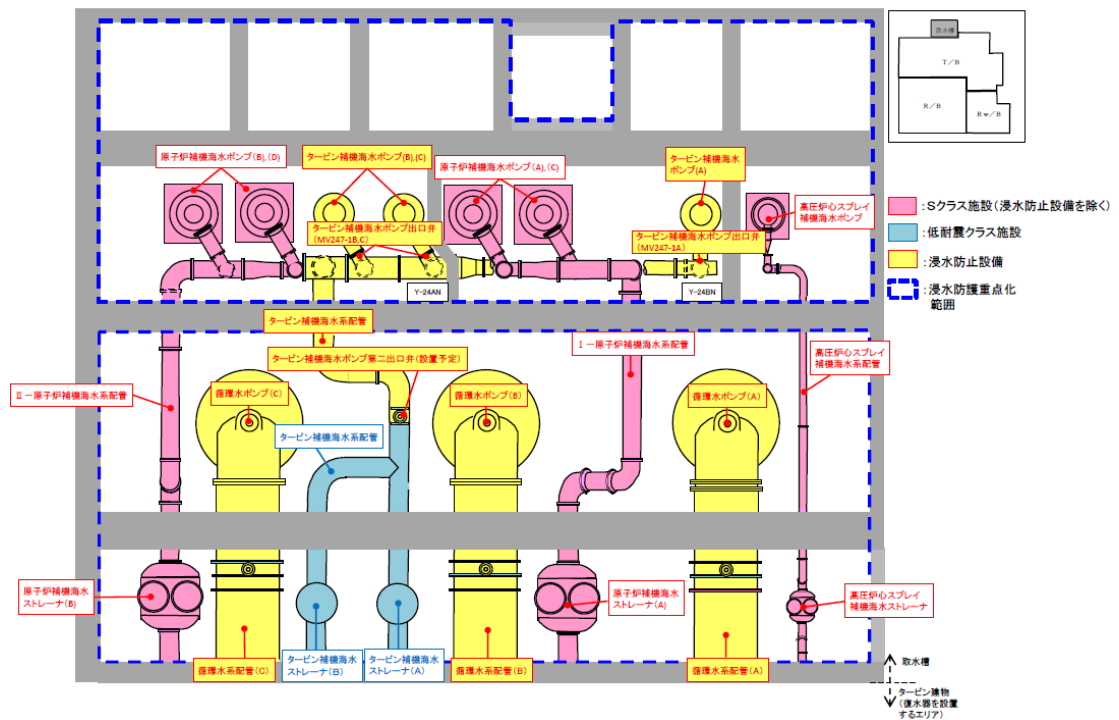 取水槽
T/B
R/B
Rw/B
原子炉補機海水ポンプ(B),(D)
タービン補機海水ポンプ(B),(C)
原子炉補機海水ポンプ(A),(C)
タービン補機海水
ポンプ(A)
高圧炉心スプレイ
補機海水ポンプ
タービン補機海水ポンプ出口弁
(MV247-1B,C)
タービン補機海水ポンプ出口弁
(MV247-1A)
Y-24AN
Y-24BN
:Sクラス施設(浸水防止設備を除く)
:低耐震クラス施設
:浸水防止設備
:浸水防護重点化
範囲
タービン補機海水系配管
タービン補機海水ポンプ第二出口弁(設置予定)
Ⅰ-原子炉補機海水系配管
高圧炉心スプレイ
補機海水系配管
Ⅱ-原子炉補機海水系配管
循環水ポンプ(C)
循環水ポンプ(B)
循環水ポンプ(A)
タービン補機海水系配管
原子炉補機海水
ストレーナ(B)
原子炉補機海水
ストレーナ(A)
高圧炉心スプレイ
補機海水ストレーナ
循環水系配管(C)
タービン補機海水
ストレーナ(B)
タービン補機海水
ストレーナ(A)
循環水系配管(B)
循環水系配管(A)
取水槽
タービン建物
(復水器を設置
するエリア)